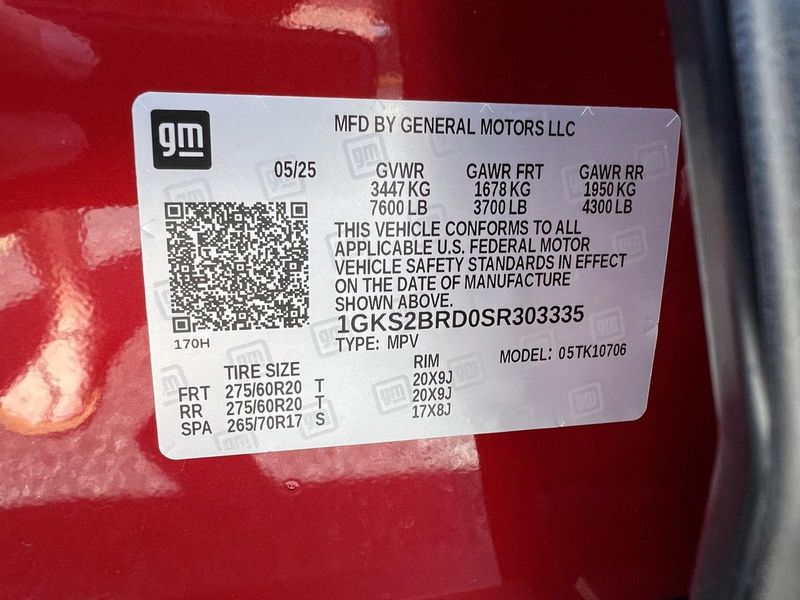 gm
MFD BY GENERAL MOTORS LLC
05/25
GVWR GAWR FRT GAWR RR
3447 KG 1678 KG 1950 KG
7600 LB 3700 LB 4300 LB
THIS VEHICLE CONFORMS TO ALL
APPLICABLE U.S. FEDERAL MOTOR
VEHICLE SAFETY STANDARDS IN EFFECT
ON THE DATE OF MANUFACTURE
SHOWN ABOVE.
1GKS2BRD0SR303335
170H
TYPE: MPV MODEL: 05TK10706
TIRE SIZE RIM
FRT 275/60R20 T 20X9J
RR 275/60R20 T 20X9J
SPA 265/70R17 S 17X8J